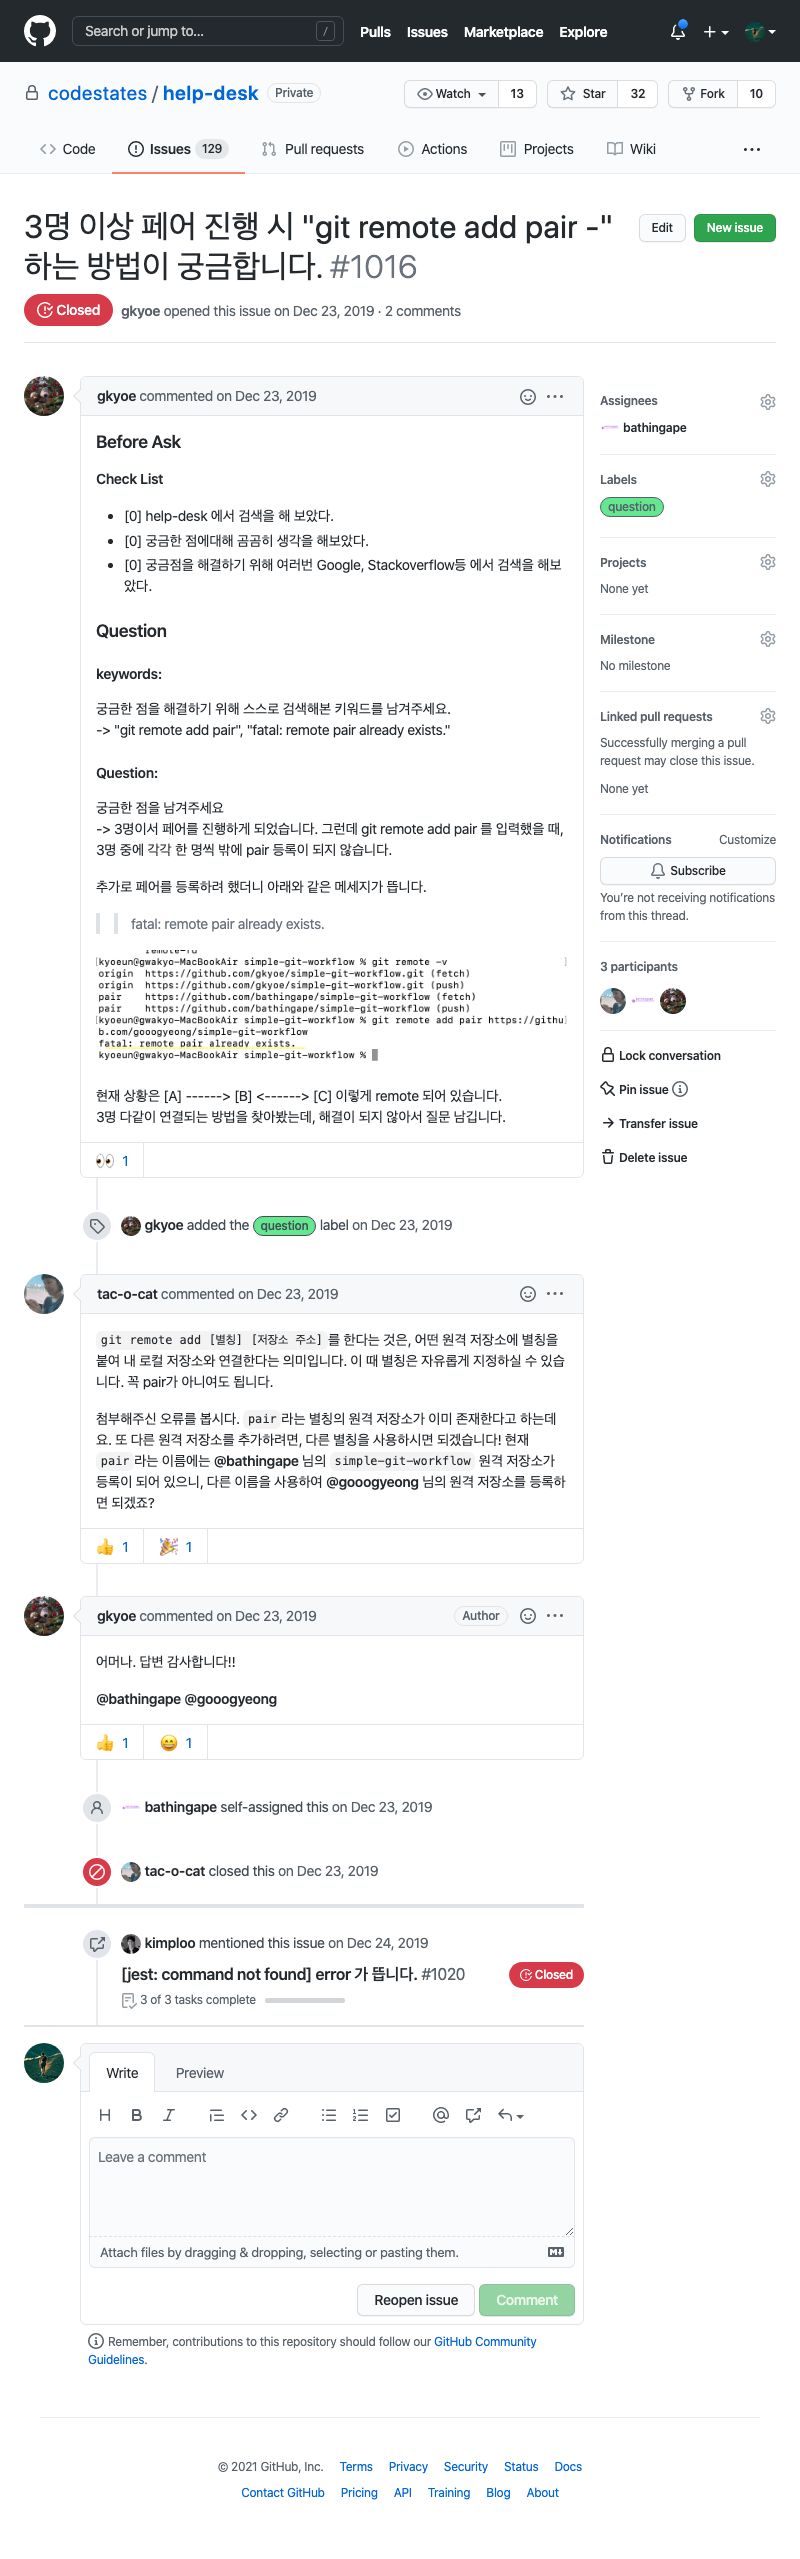 Search or jump to... /
Pulls Issues Marketplace Explore
codestates / help-desk Private
Watch 13 Star 32 Fork 10
Code Issues 129 Pull requests Actions Projects Wiki ...
3명 이상 페어 진행 시 "git remote add pair -"
하는 방법이 궁금합니다. #1016
Edit New issue
Closed gkyoe opened this issue on Dec 23, 2019 · 2 comments
gkyoe commented on Dec 23, 2019
Before Ask
Check List
[0] help-desk 에서 검색을 해 보았다.
[0] 궁금한 점에대해 곰곰히 생각을 해보았다.
[0] 궁금점을 해결하기 위해 여러번 Google, Stackoverflow등 에서 검색을 해보
았다.
Question
keywords:
궁금한 점을 해결하기 위해 스스로 검색해본 키워드를 남겨주세요.
-> "git remote add pair", "fatal: remote pair already exists."
Question:
궁금한 점을 남겨주세요
-> 3명이서 페어를 진행하게 되었습니다. 그런데 git remote add pair 를 입력했을 때,
3명 중에 각각 한 명씩 밖에 pair 등록이 되지 않습니다.
추가로 페어를 등록하려 했더니 아래와 같은 메세지가 뜹니다.
fatal: remote pair already exists.
[kyoeun@gwakyo-MacBookAir simple-git-workflow % git remote -v ]
origin https://github.com/gkyoe/simple-git-workflow.git (fetch)
origin https://github.com/gkyoe/simple-git-workflow.git (push)
pair https://github.com/bathingape/simple-git-workflow (fetch)
pair https://github.com/bathingape/simple-git-workflow (push)
[kyoeun@gwakyo-MacBookAir simple-git-workflow % git remote add pair https://githu]
b.com/gooogyeong/simple-git-workflow
fatal: remote pair already exists.
kyoeun@gwakyo-MacBookAir simple-git-workflow %
현재 상황은 [A] ------> [B] <------> [C] 이렇게 remote 되어 있습니다.
3명 다같이 연결되는 방법을 찾아봤는데, 해결이 되지 않아서 질문 남깁니다.
👀 1
gkyoe added the question label on Dec 23, 2019
tac-o-cat commented on Dec 23, 2019
git remote add [별칭] [저장소 주소] 를 한다는 것은, 어떤 원격 저장소에 별칭을
붙여 내 로컬 저장소와 연결한다는 의미입니다. 이 때 별칭은 자유롭게 지정하실 수 있습
니다. 꼭 pair가 아니여도 됩니다.
첨부해주신 오류를 봅시다. pair 라는 별칭의 원격 저장소가 이미 존재한다고 하는데
요. 또 다른 원격 저장소를 추가하려면, 다른 별칭을 사용하시면 되겠습니다! 현재
pair 라는 이름에는 @bathingape 님의 simple-git-workflow 원격 저장소가
등록이 되어 있으니, 다른 이름을 사용하여 @gooogyeong 님의 원격 저장소를 등록하
면 되겠죠?
👍 1 🎉 1
gkyoe commented on Dec 23, 2019 Author
어머나. 답변 감사합니다!!
@bathingape @gooogyeong
👍 1 😄 1
bathingape self-assigned this on Dec 23, 2019
tac-o-cat closed this on Dec 23, 2019
kimploo mentioned this issue on Dec 24, 2019
[jest: command not found] error 가 뜹니다. #1020 Closed
3 of 3 tasks complete
Write Preview
Leave a comment
Attach files by dragging & dropping, selecting or pasting them.
Reopen issue Comment
Remember, contributions to this repository should follow our GitHub Community
Guidelines.
Assignees
bathingape
Labels
question
Projects
None yet
Milestone
No milestone
Linked pull requests
Successfully merging a pull
request may close this issue.
None yet
Notifications Customize
Subscribe
You're not receiving notifications
from this thread.
3 participants
Lock conversation
Pin issue
Transfer issue
Delete issue
© 2021 GitHub, Inc. Terms Privacy Security Status Docs
Contact GitHub Pricing API Training Blog About